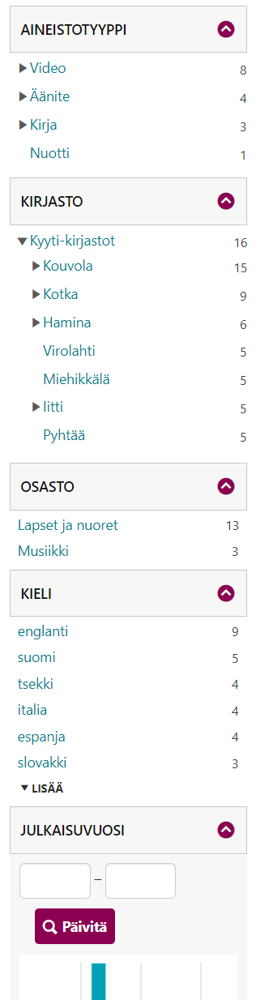 AINEISTOTYYPPI
Video 8
Äänite 4
Kirja 3
Nuotti 1
KIRJASTO
Kyyti-kirjastot 16
Kouvola 15
Kotka 9
Hamina 6
Virolahti 5
Miehikkälä 5
Iitti 5
Pyhtää 5
OSASTO
Lapset ja nuoret 13
Musiikki 3
KIELI
englanti 9
suomi 5
tsekki 4
italia 4
espanja 4
slovakki 3
LISÄÄ
JULKAISUVUOSI
–
Päivitä